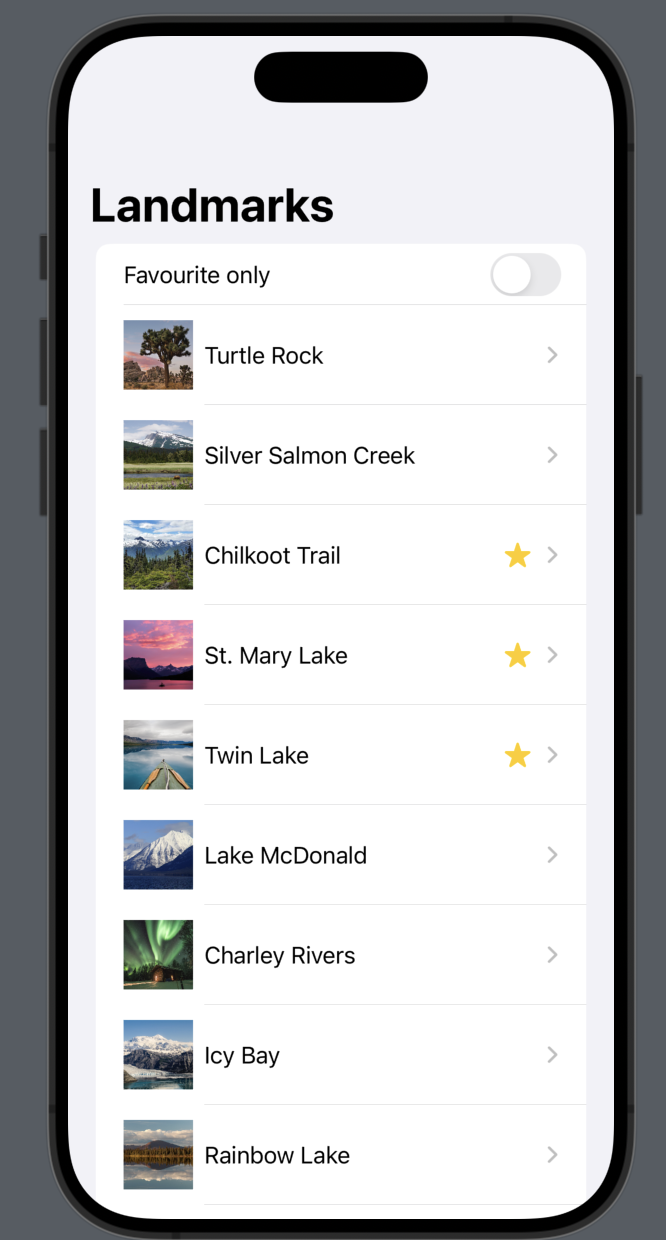 Landmarks
Favourite only
Turtle Rock
Silver Salmon Creek
Chilkoot Trail
St. Mary Lake
Twin Lake
Lake McDonald
Charley Rivers
Icy Bay
Rainbow Lake